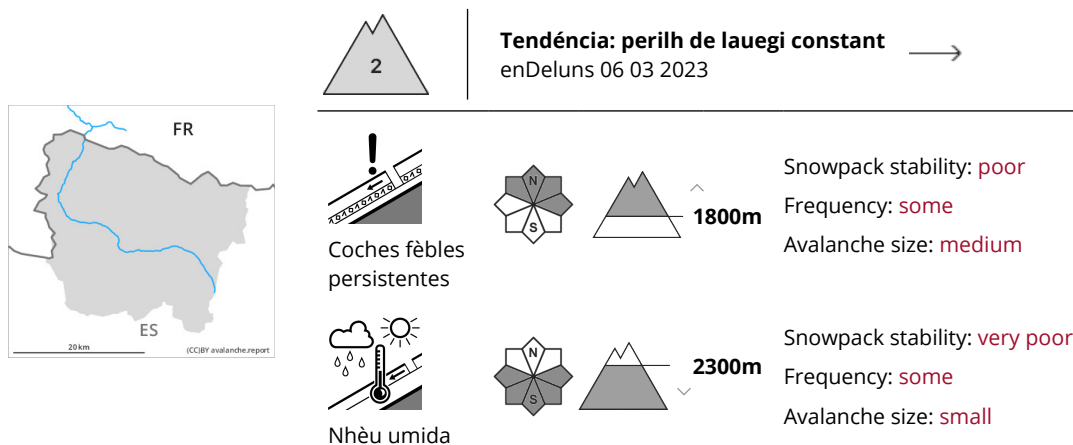 2
Tendéncia: perilh de lauegi constant
enDeluns 06 03 2023
FR
ES
20 km
(CC)BY avalanche.report
Coches fèbles
persistentes
N
S
1800m
Snowpack stability: poor
Frequency: some
Avalanche size: medium
Nhèu umida
N
S
2300m
Snowpack stability: very poor
Frequency: some
Avalanche size: small